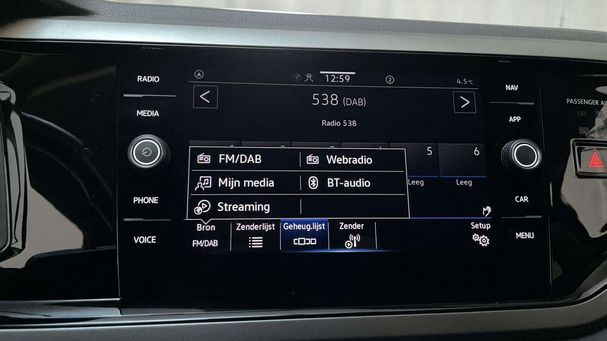 RADIO
MEDIA
PHONE
VOICE
12:59
2
4.5°C
538 (DAB)
Radio 538
5
6
Leeg
Leeg
FM/DAB
Webradio
Mijn media
BT-audio
Streaming
Bron
FM/DAB
Zenderlijst
Geheug.lijst
Zender
Setup
NAV
APP
CAR
MENU
PASSENGER A